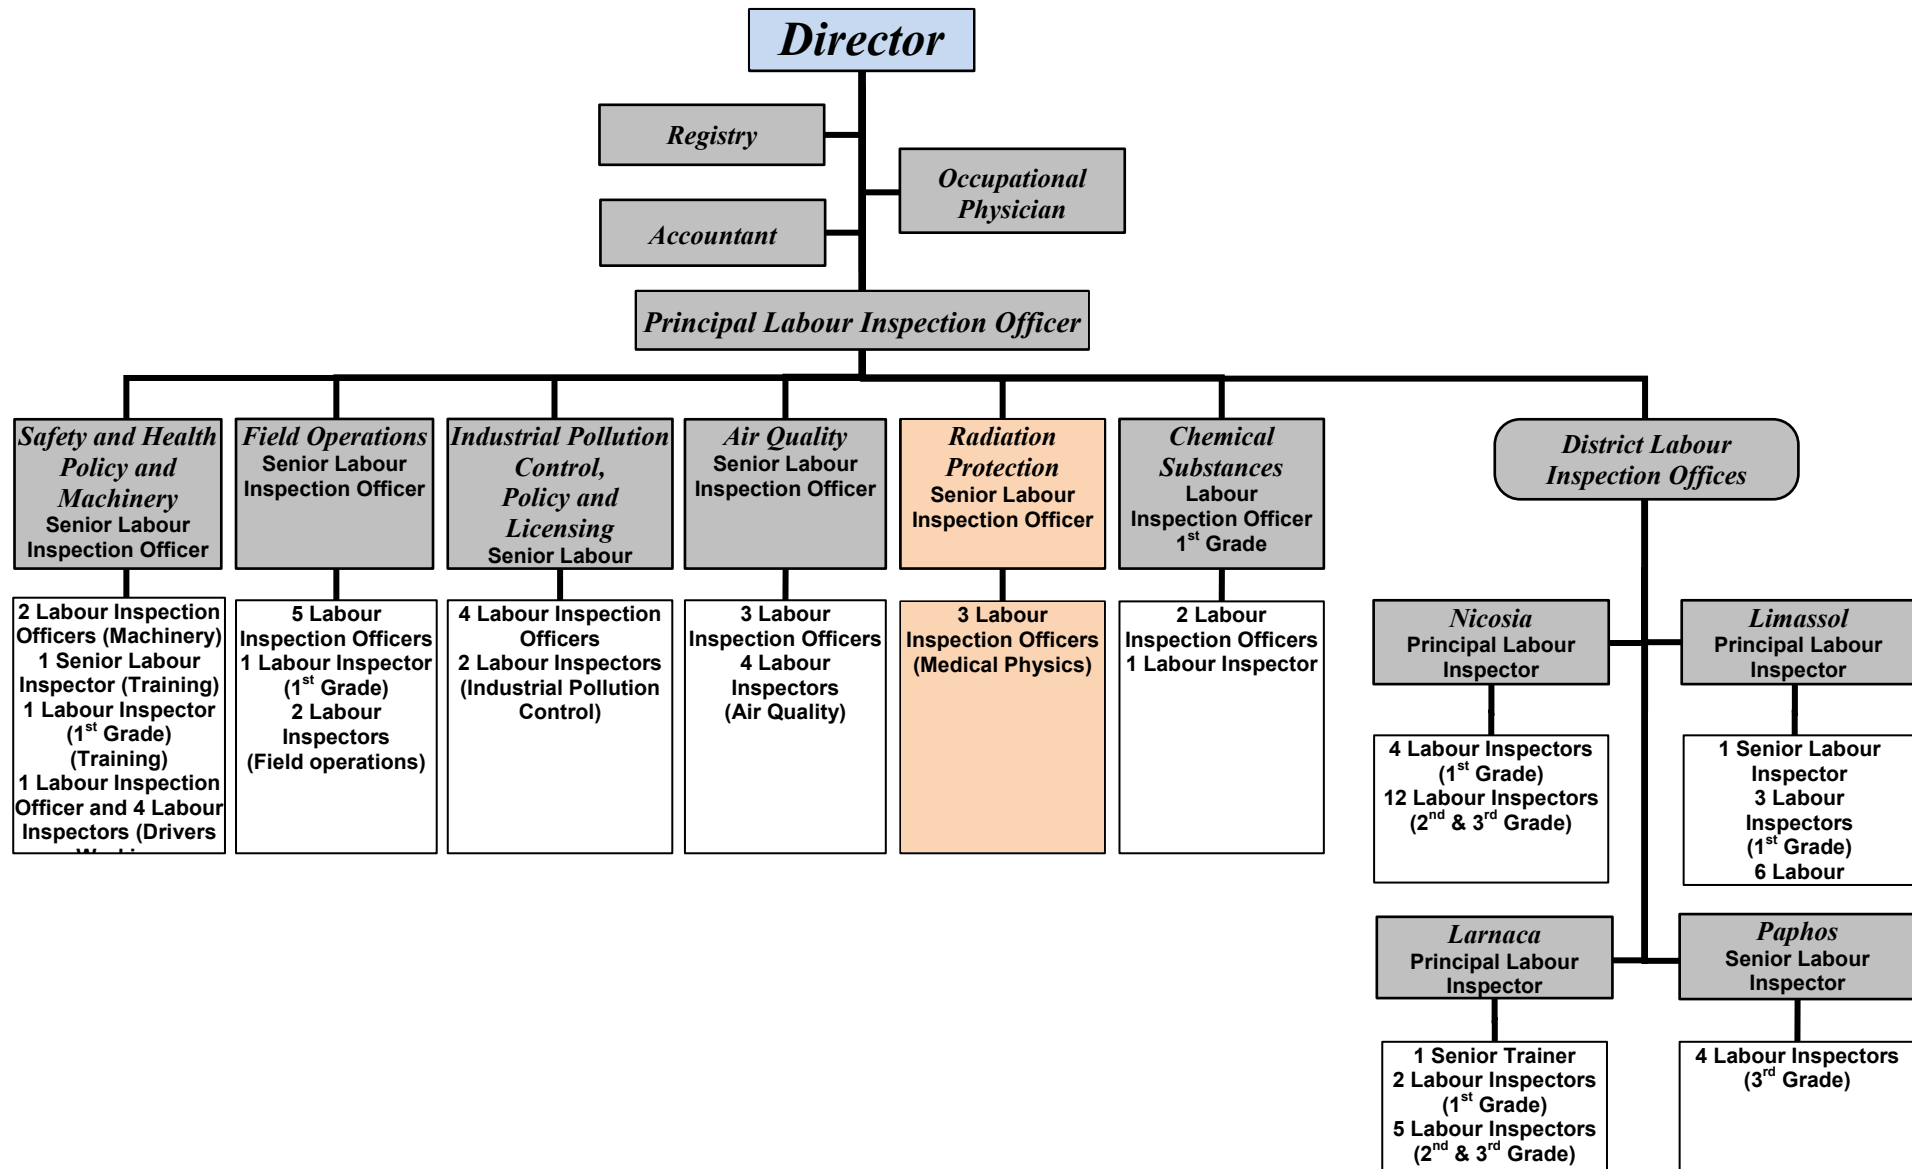 Director
Registry
Occupational
Physician
Accountant
Principal Labour Inspection Officer
Safety and Health
Policy and
Machinery
Senior Labour
Inspection Officer
Field Operations
Senior Labour
Inspection Officer
Industrial Pollution
Control,
Policy and
Licensing
Senior Labour
Air Quality
Senior Labour
Inspection Officer
Radiation
Protection
Senior Labour
Inspection Officer
Chemical
Substances
Labour
Inspection Officer
1st Grade
District Labour
Inspection Offices
2 Labour Inspection
Officers (Machinery)
1 Senior Labour
Inspector (Training)
1 Labour Inspector
(1st Grade)
(Training)
1 Labour Inspection
Officer and 4 Labour
Inspectors (Drivers
5 Labour
Inspection Officers
1 Labour Inspector
(1st Grade)
2 Labour
Inspectors
(Field operations)
4 Labour Inspection
Officers
2 Labour Inspectors
(Industrial Pollution
Control)
3 Labour
Inspection Officers
4 Labour
Inspectors
(Air Quality)
3 Labour
Inspection Officers
(Medical Physics)
2 Labour
Inspection Officers
1 Labour Inspector
Nicosia
Principal Labour
Inspector
Limassol
Principal Labour
Inspector
4 Labour Inspectors
(1st Grade)
12 Labour Inspectors
(2nd & 3rd Grade)
1 Senior Labour
Inspector
3 Labour
Inspectors
(1st Grade)
6 Labour
Larnaca
Principal Labour
Inspector
Paphos
Senior Labour
Inspector
1 Senior Trainer
2 Labour Inspectors
(1st Grade)
5 Labour Inspectors
(2nd & 3rd Grade)
4 Labour Inspectors
(3rd Grade)